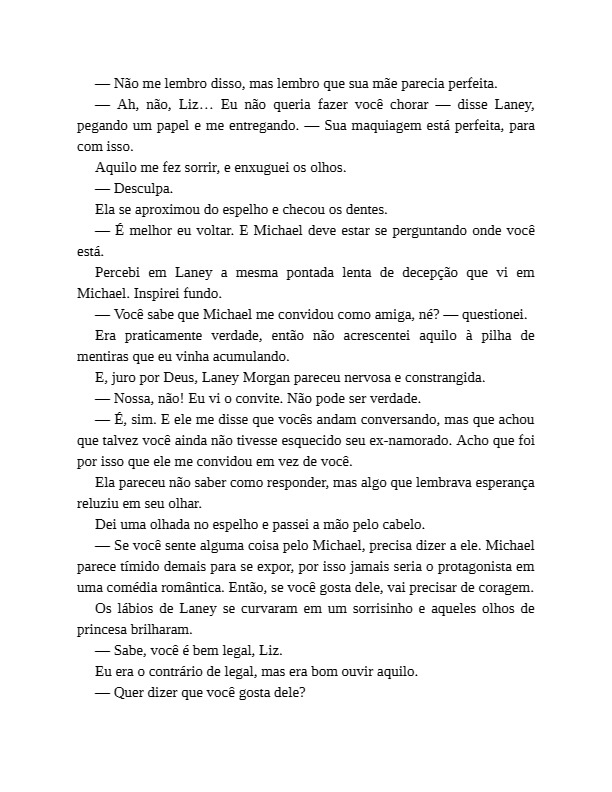 — Não me lembro disso, mas lembro que sua mãe parecia perfeita.
— Ah, não, Liz… Eu não queria fazer você chorar — disse Laney,
pegando um papel e me entregando. — Sua maquiagem está perfeita, para
com isso.
Aquilo me fez sorrir, e enxuguei os olhos.
— Desculpa.
Ela se aproximou do espelho e checou os dentes.
— É melhor eu voltar. E Michael deve estar se perguntando onde você
está.
Percebi em Laney a mesma pontada lenta de decepção que vi em
Michael. Inspirei fundo.
— Você sabe que Michael me convidou como amiga, né? — questionei.
Era praticamente verdade, então não acrescentei aquilo à pilha de
mentiras que eu vinha acumulando.
E, juro por Deus, Laney Morgan pareceu nervosa e constrangida.
— Nossa, não! Eu vi o convite. Não pode ser verdade.
— É, sim. E ele me disse que vocês andam conversando, mas que achou
que talvez você ainda não tivesse esquecido seu ex-namorado. Acho que foi
por isso que ele me convidou em vez de você.
Ela pareceu não saber como responder, mas algo que lembrava esperança
reluziu em seu olhar.
Dei uma olhada no espelho e passei a mão pelo cabelo.
— Se você sente alguma coisa pelo Michael, precisa dizer a ele. Michael
parece tímido demais para se expor, por isso jamais seria o protagonista em
uma comédia romântica. Então, se você gosta dele, vai precisar de coragem.
Os lábios de Laney se curvaram em um sorrisinho e aqueles olhos de
princesa brilharam.
— Sabe, você é bem legal, Liz.
Eu era o contrário de legal, mas era bom ouvir aquilo.
— Quer dizer que você gosta dele?